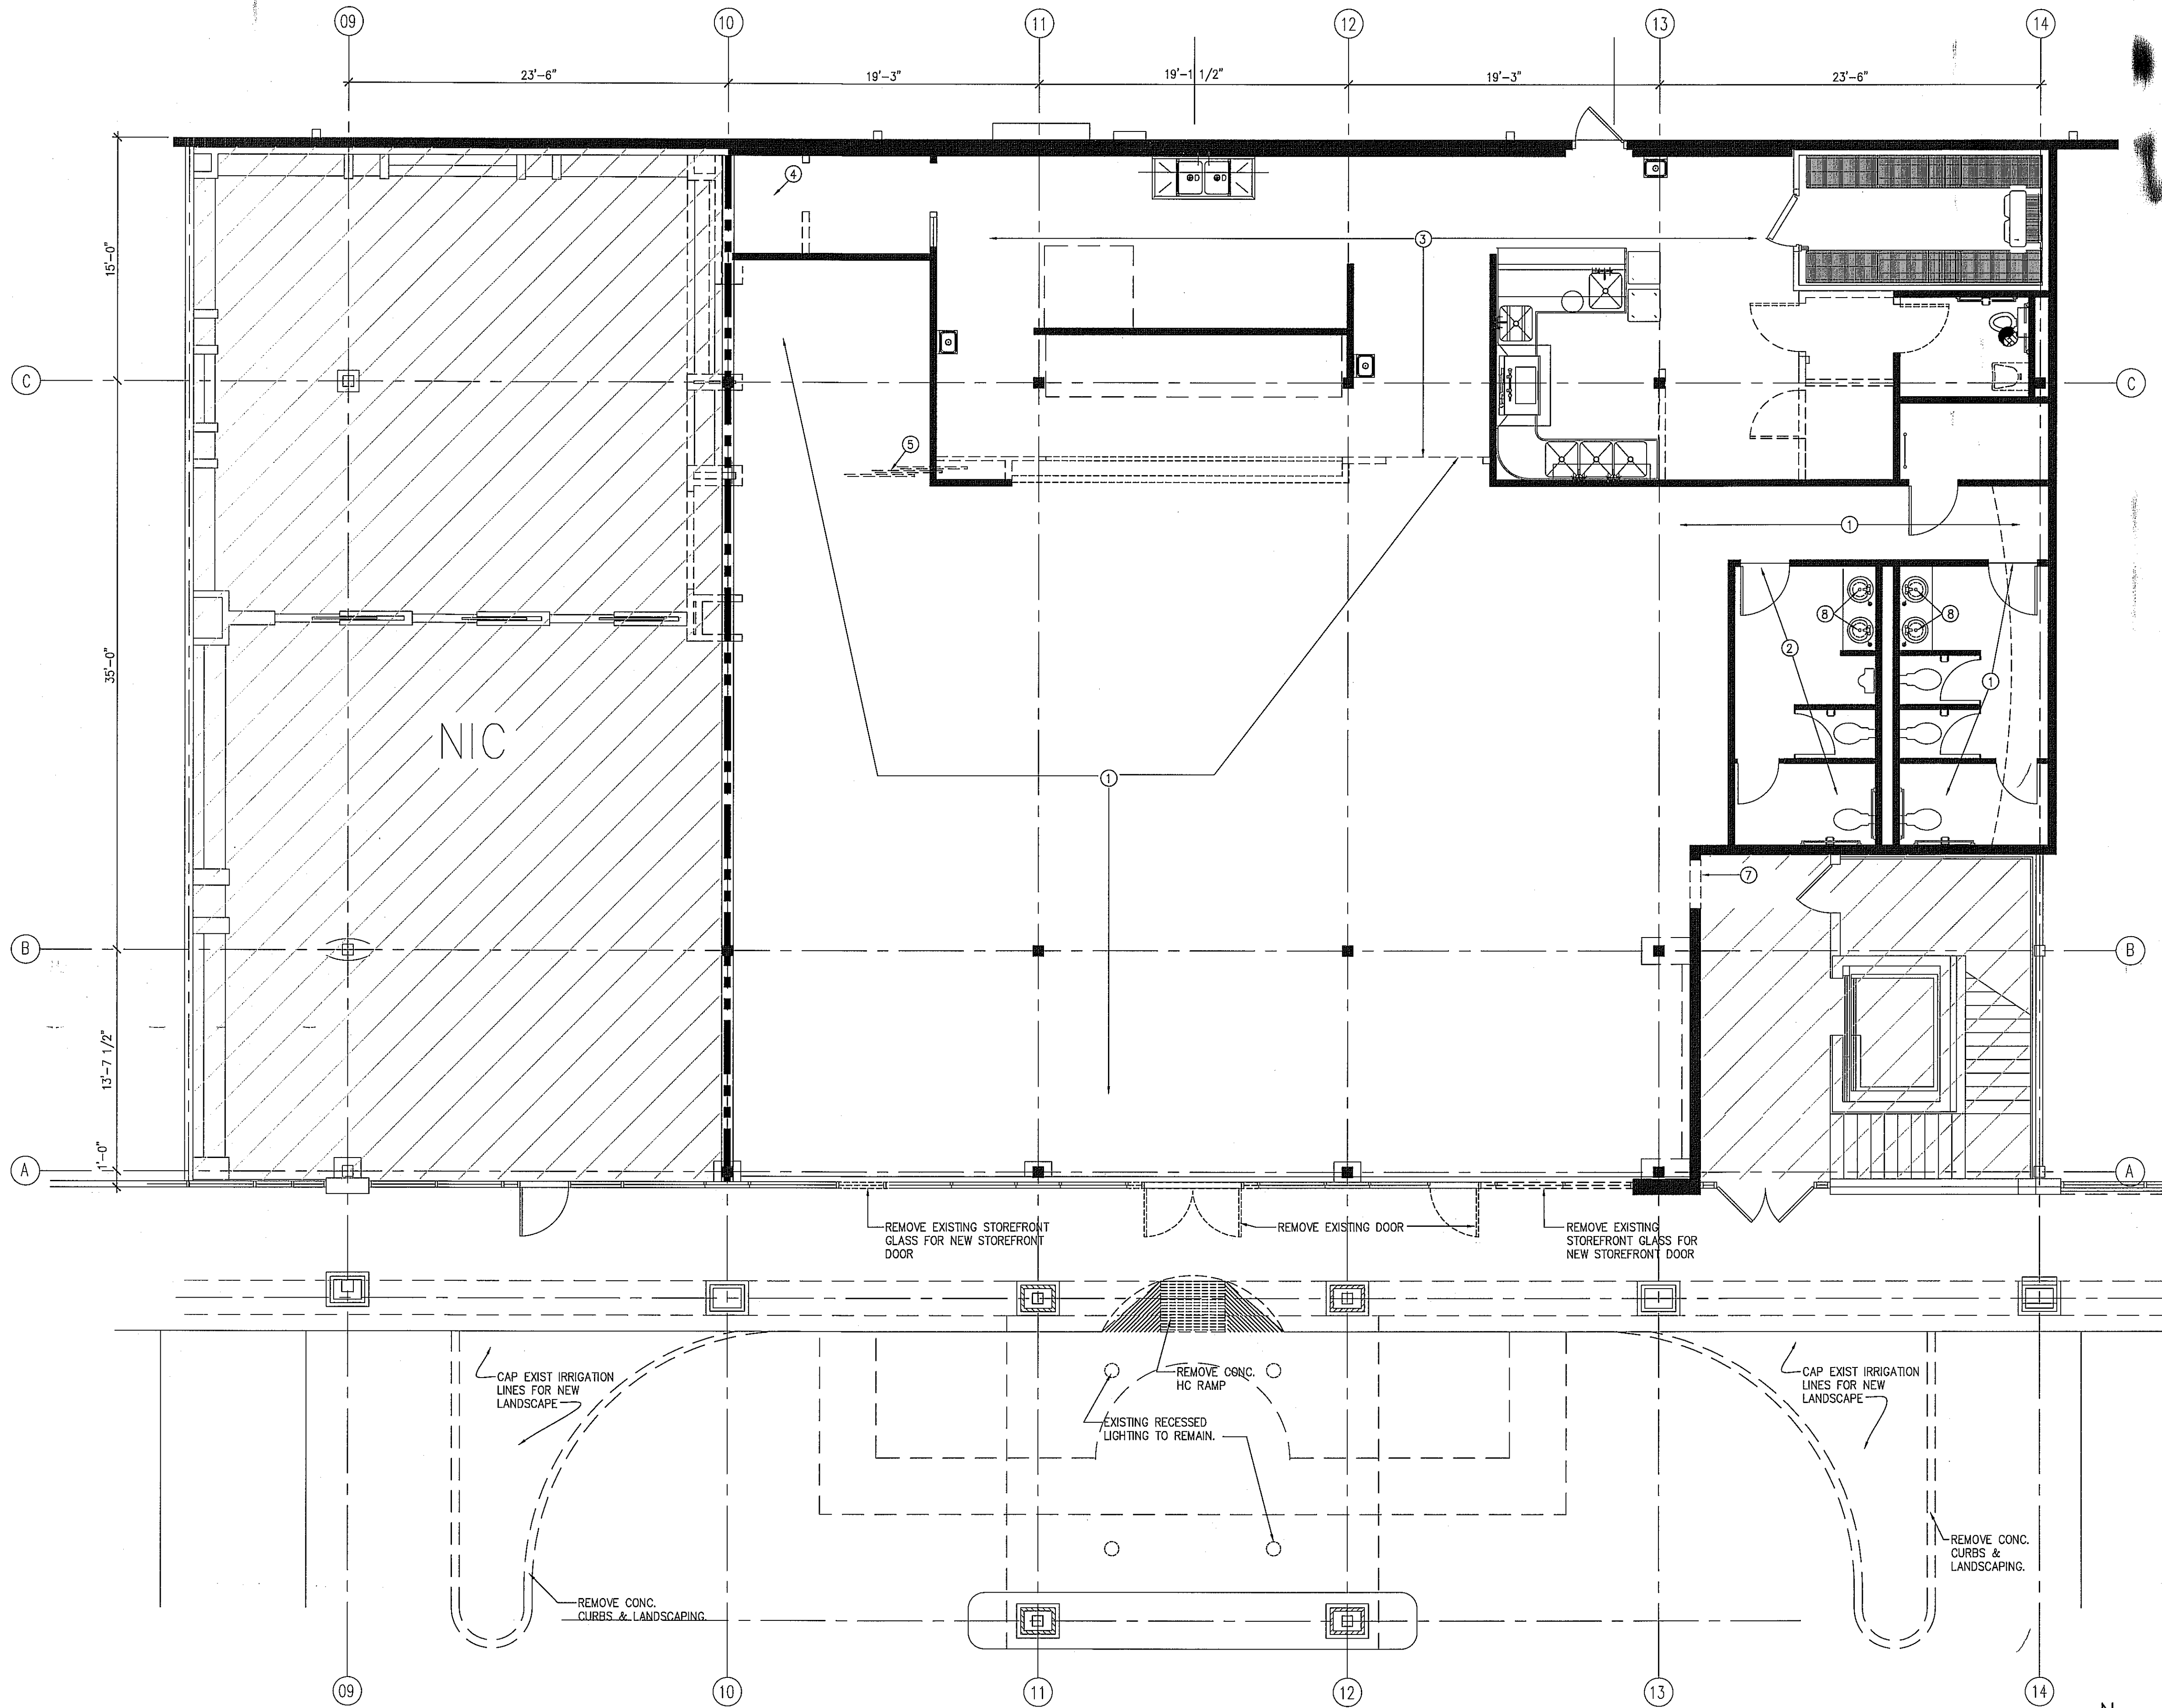 09
10
11
12
13
14
23'-6"
19'-3"
19'-1 1/2"
19'-3"
23'-6"
4
15'-0"
3
C
C
5
1
8
8
35'-0"
2
1
NIC
1
7
B
B
13'-7 1/2"
1'-0"
A
A
REMOVE EXISTING STOREFRONT
GLASS FOR NEW STOREFRONT
DOOR
REMOVE EXISTING DOOR
REMOVE EXISTING
STOREFRONT GLASS FOR
NEW STOREFRONT DOOR
CAP EXIST IRRIGATION
LINES FOR NEW
LANDSCAPE
REMOVE CONC.
HC RAMP
CAP EXIST IRRIGATION
LINES FOR NEW
LANDSCAPE
EXISTING RECESSED
LIGHTING TO REMAIN.
REMOVE CONC.
CURBS &
LANDSCAPING.
REMOVE CONC.
CURBS & LANDSCAPING.
09
10
11
12
13
14
N